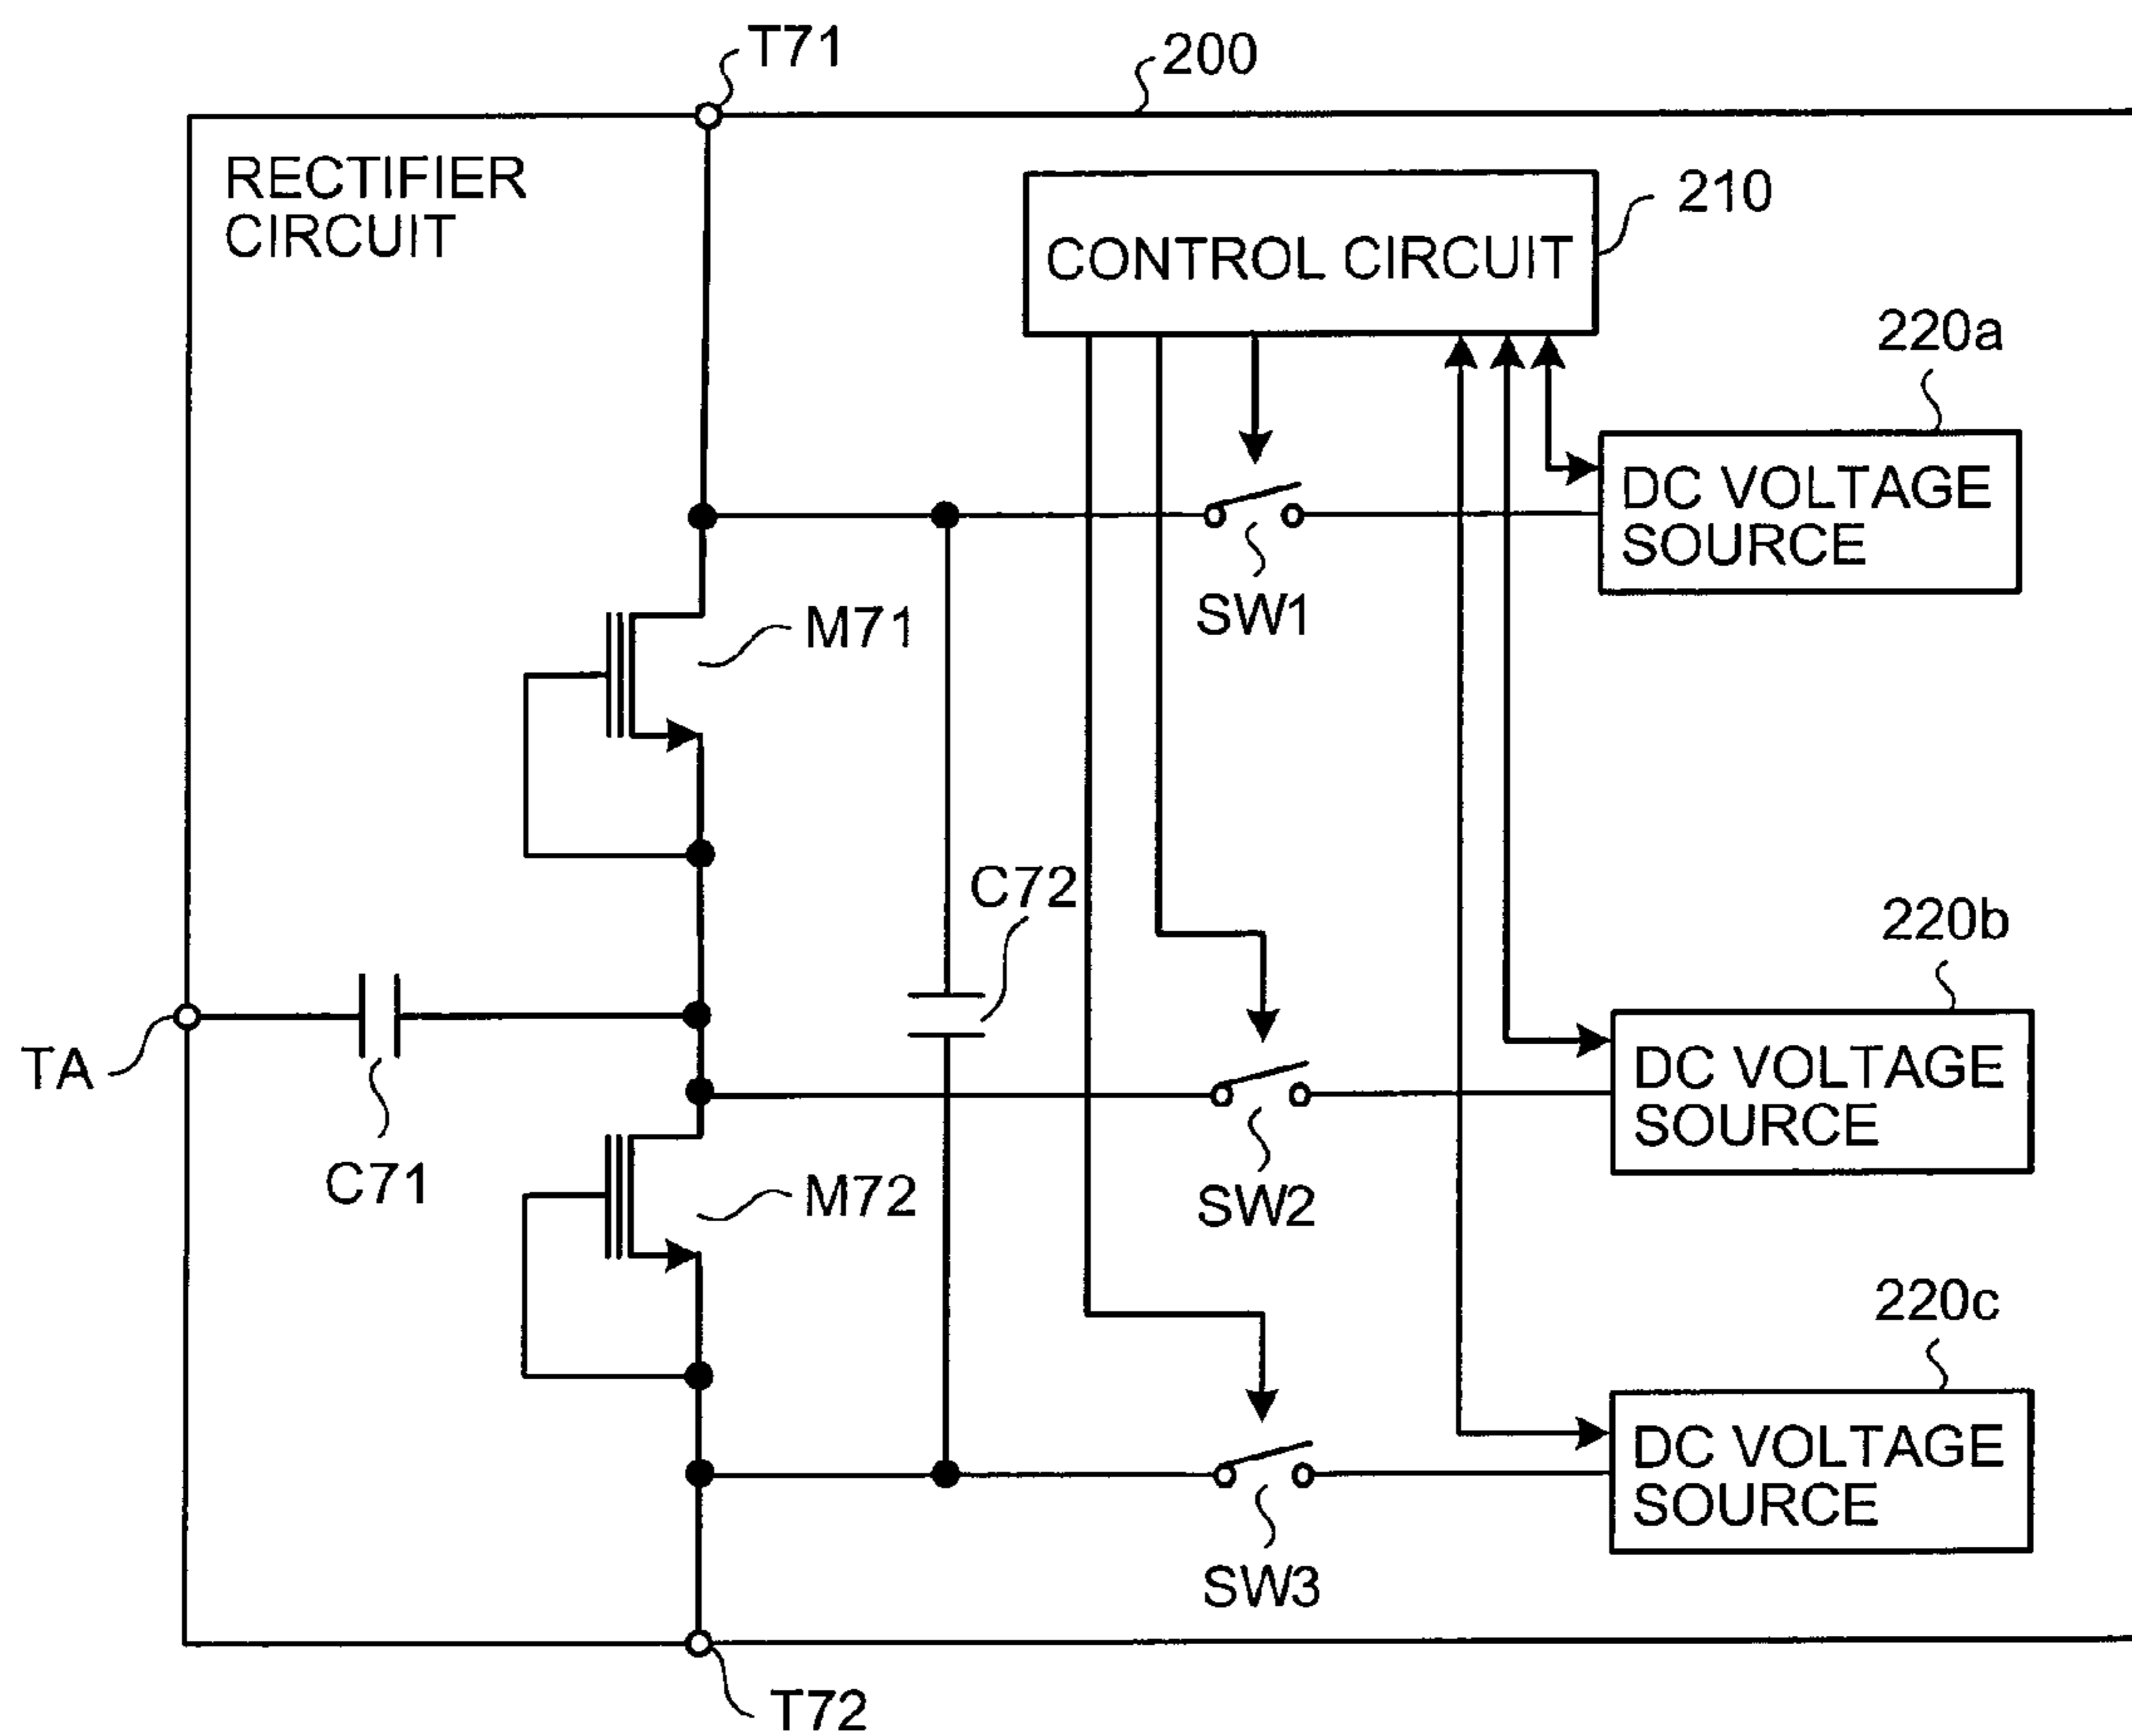 T71
200
RECTIFIER
CIRCUIT
210
CONTROL CIRCUIT
220a
DC VOLTAGE
SOURCE
SW1
M71
C72
220b
DC VOLTAGE
SOURCE
TA
C71
M72
SW2
220c
DC VOLTAGE
SOURCE
SW3
T72